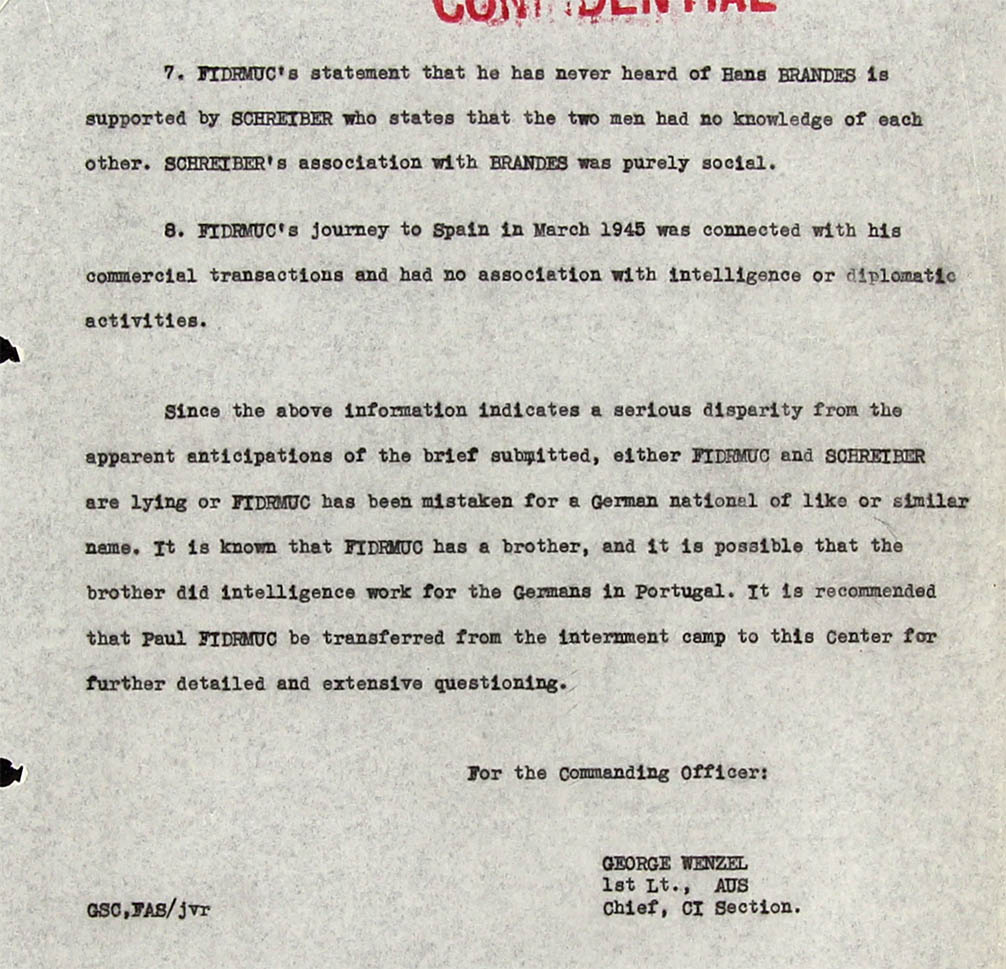 CONFIDENTIAL
7. FIDRMUC's statement that he has never heard of Hans BRANDES is
supported by SCHREIBER who states that the two men had no knowledge of each
other. SCHREIBER's association with BRANDES was purely social.
8. FIDRMUC's journey to Spain in March 1945 was connected with his
commercial transactions and had no association with intelligence or diplomatic
activities.
Since the above information indicates a serious disparity from the
apparent anticipations of the brief submitted, either FIDRMUC and SCHREIBER
are lying or FIDRMUC has been mistaken for a German national of like or similar
name. It is known that FIDRMUC has a brother, and it is possible that the
brother did intelligence work for the Germans in Portugal. It is recommended
that Paul FIDRMUC be transferred from the internment camp to this Center for
further detailed and extensive questioning.
For the Commanding Officer:
GEORGE WENZEL
1st Lt., AUS
Chief, CI Section.
GSC,FAS/jvr